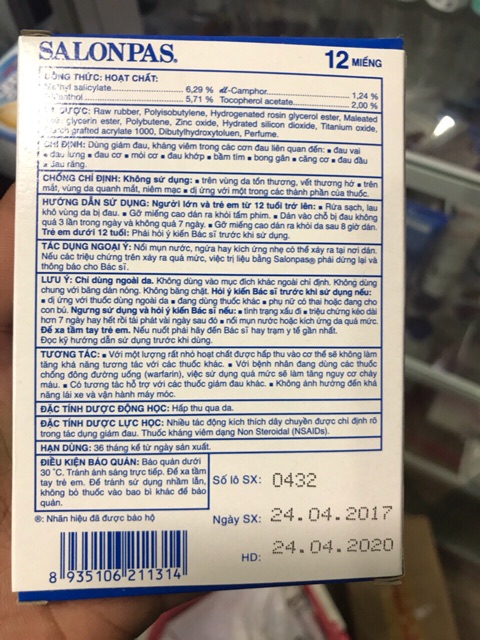 SALONPAS® 12 MIẾNG
CÔNG THỨC: HOẠT CHẤT:
Methyl salicylate 6,29 % dl-Camphor 1,24 %
Menthol 5,71 % Tocopherol acetate 2,00 %
TÁ DƯỢC: Raw rubber, Polyisobutylene, Hydrogenated rosin glycerol ester, Maleated
glycerin ester, Polybutene, Zinc oxide, Hydrated silicon dioxide, Titanium oxide,
grafted acrylate 1000, Dibutylhydroxytoluen, Perfume.
CHỈ ĐỊNH: Dùng giảm đau, kháng viêm trong các cơn đau liên quan đến: ▪ đau vai
▪ đau lưng ▪ đau cơ ▪ mỏi cơ ▪ đau khớp ▪ bầm tím ▪ bong gân ▪ căng cơ ▪ đau đầu
▪ đau răng.
CHỐNG CHỈ ĐỊNH: Không sử dụng: ▪ trên vùng da tổn thương, vết thương hở ▪ trên
mắt, vùng da quanh mắt, niêm mạc ▪ dị ứng với một trong các thành phần của thuốc.
HƯỚNG DẪN SỬ DỤNG: Người lớn và trẻ em từ 12 tuổi trở lên: ▪ Rửa sạch, lau
khô vùng da bị đau. ▪ Gỡ miếng cao dán ra khỏi tấm phim. ▪ Dán vào chỗ bị đau không
quá 3 lần trong ngày và không quá 7 ngày. ▪ Gỡ miếng cao dán ra khỏi da sau 8 giờ dán.
Trẻ em dưới 12 tuổi: Phải hỏi ý kiến Bác sĩ trước khi sử dụng.
TÁC DỤNG NGOẠI Ý: Nổi mụn nước, ngứa hay kích ứng nhẹ có thể xảy ra tại nơi dán.
Nếu các triệu chứng trên xảy ra quá mức, việc trị liệu bằng Salonpas® phải dừng lại và
thông báo cho Bác sĩ.
LƯU Ý: Chỉ dùng ngoài da. Không dùng vào mục đích khác ngoài chỉ định. Không dùng
chung với băng dán nóng. Không băng chặt. Hỏi ý kiến Bác sĩ trước khi sử dụng nếu:
▪ dị ứng với thuốc dùng ngoài da ▪ đang dùng thuốc khác ▪ phụ nữ có thai hoặc đang cho
con bú. Ngưng sử dụng và hỏi ý kiến Bác sĩ nếu: ▪ tình trạng xấu đi ▪ triệu chứng kéo dài
hơn 7 ngày hay hết rồi tái phát vài ngày sau đó ▪ nổi mụn nước hoặc kích ứng da quá mức.
Để xa tầm tay trẻ em. Nếu nuốt phải hãy đến Bác sĩ hay trạm y tế gần nhất.
Đọc kỹ hướng dẫn sử dụng trước khi dùng.
TƯƠNG TÁC: ▪ Với một lượng rất nhỏ hoạt chất được hấp thu vào cơ thể sẽ không làm
tăng khả năng tương tác với các thuốc khác. ▪ Với bệnh nhân đang dùng các thuốc
chống đông đường uống (warfarin), việc sử dụng quá mức sẽ làm tăng nguy cơ chảy
máu. ▪ Có tương tác hỗ trợ với các thuốc giảm đau khác. ▪ Không ảnh hưởng đến khả
năng lái xe và vận hành máy móc.
ĐẶC TÍNH DƯỢC ĐỘNG HỌC: Hấp thu qua da.
ĐẶC TÍNH DƯỢC LỰC HỌC: Nhiều tác động kích thích dây chuyền được chỉ định rõ
trong tác dụng giảm đau. Thuốc kháng viêm dạng Non Steroidal (NSAIDs).
HẠN DÙNG: 36 tháng kể từ ngày sản xuất.
ĐIỀU KIỆN BẢO QUẢN: Bảo quản dưới
30 °C. Tránh ánh sáng trực tiếp. Để xa tầm
tay trẻ em. Để tránh sử dụng nhầm lẫn,
không bỏ thuốc vào bao bì khác để bảo
quản.
®: Nhãn hiệu đã được bảo hộ
Số lô SX: 0432
Ngày SX: 24.04.2017
HD: 24.04.2020
8 935106 211314